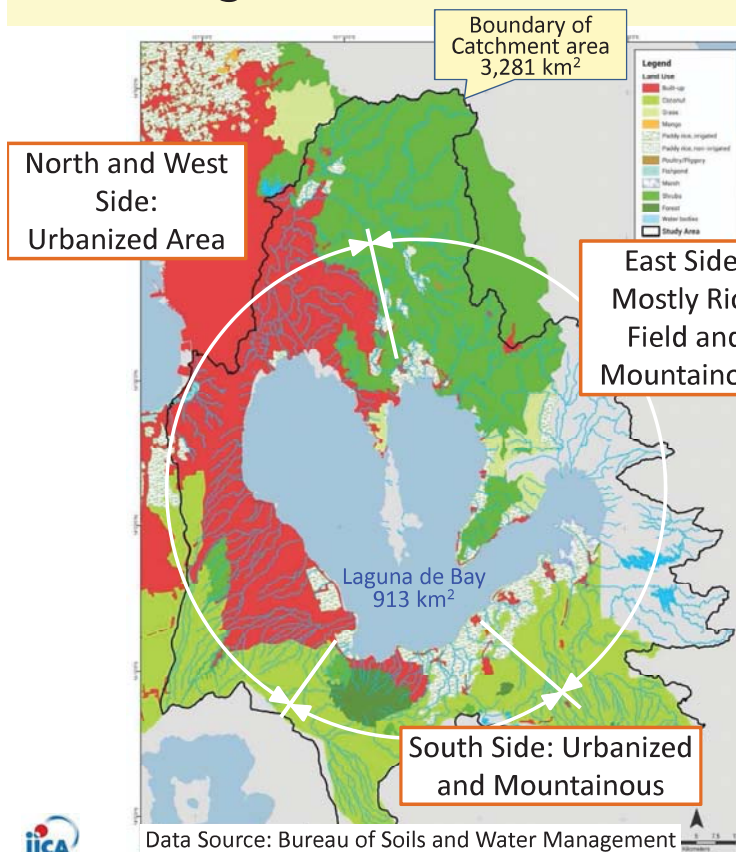 Boundary of
Catchment area
3,281 km²
Legend
Land Use
Built-up
Coconut
Grass
Mango
Paddy rice, irrigated
Paddy rice, non-irrigated
Poultry/Piggery
Fishpond
Marsh
Shrubs
Forest
Water bodies
Study Area
North and West
Side:
Urbanized Area
East Side
Mostly Ric
Field and
Mountaino
Laguna de Bay
913 km²
South Side: Urbanized
and Mountainous
Data Source: Bureau of Soils and Water Management
jica